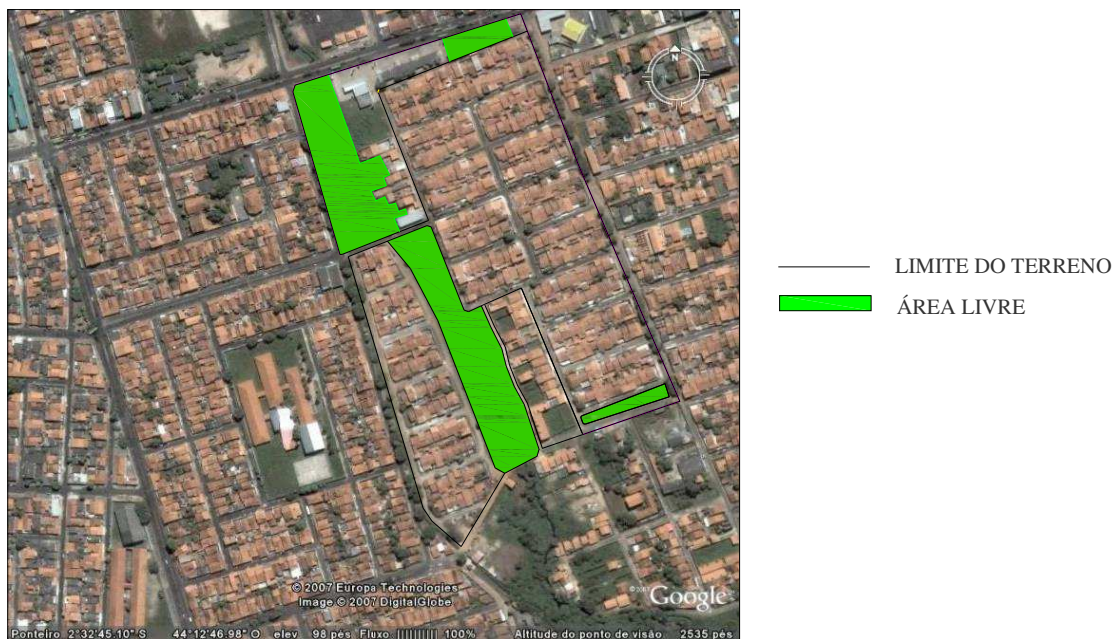 N
LIMITE DO TERRENO
ÁREA LIVRE
© 2007 Europa Technologies
Image © 2007 DigitalGlobe
Google
Ponteiro 2°32'45.10" S 44°12'46.98" O elev 98 pés Fluxo |||||||||| 100% Altitude do ponto de visão 2535 pés